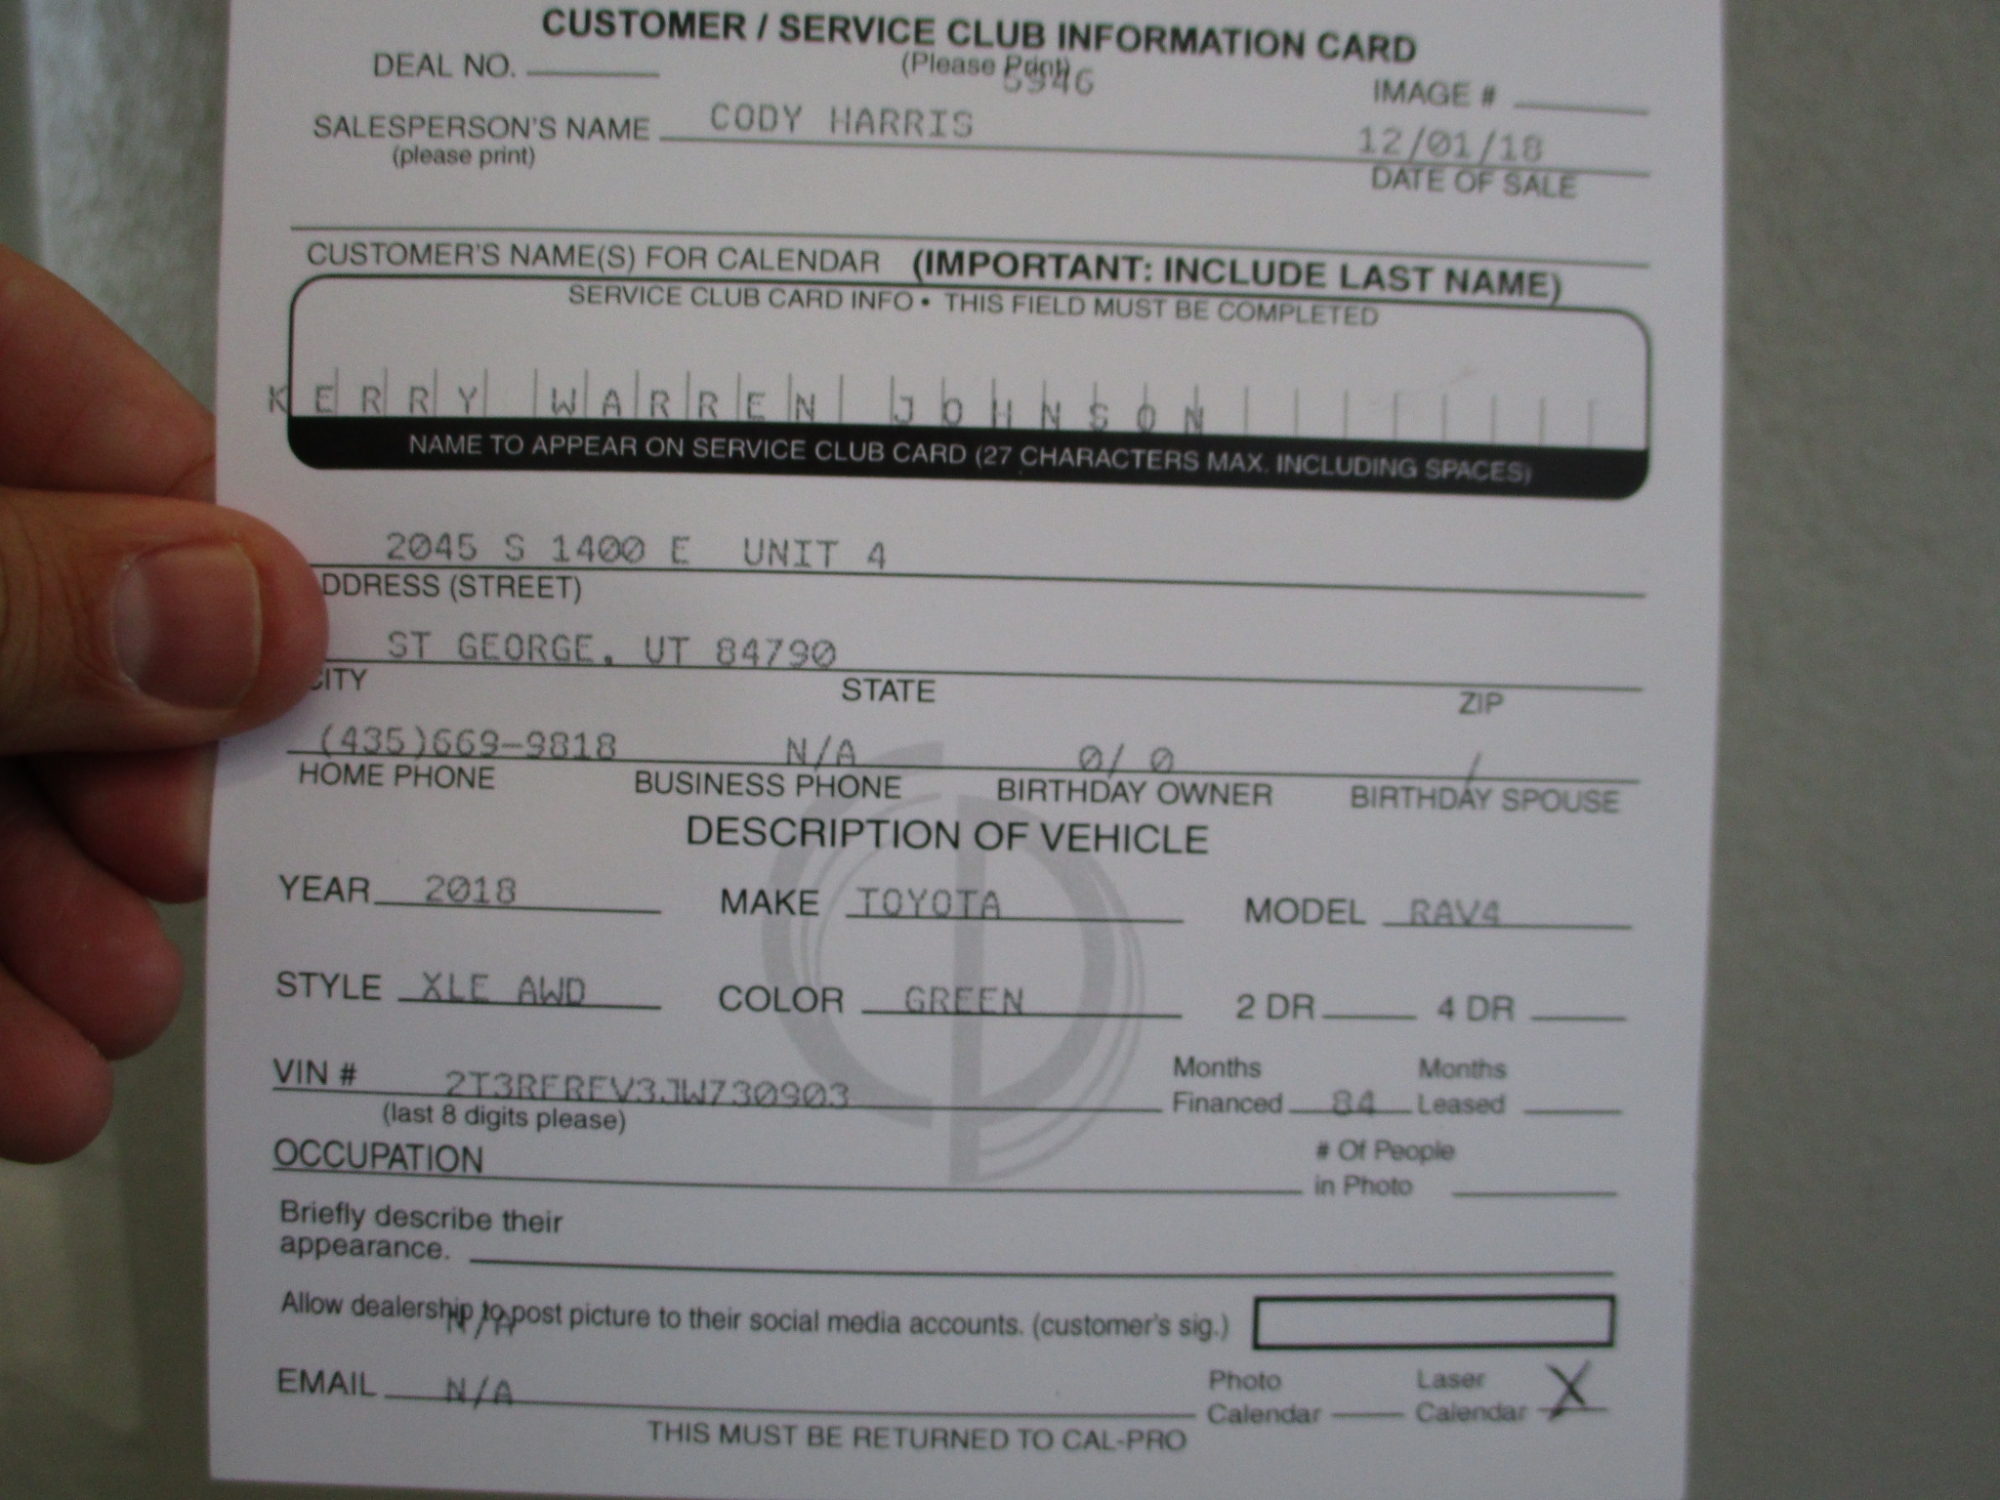 CUSTOMER / SERVICE CLUB INFORMATION CARD
DEAL NO. (Please Print) 5946 IMAGE #
SALESPERSON'S NAME CODY HARRIS 12/01/18
(please print) DATE OF SALE
CUSTOMER'S NAME(S) FOR CALENDAR (IMPORTANT: INCLUDE LAST NAME)
SERVICE CLUB CARD INFO • THIS FIELD MUST BE COMPLETED
KERRY WARREN JOHNSON
NAME TO APPEAR ON SERVICE CLUB CARD (27 CHARACTERS MAX. INCLUDING SPACES)
2045 S 1400 E UNIT 4
DDRESS (STREET)
ST GEORGE, UT 84790
CITY STATE ZIP
(435)669-9818 N/A 0/ 0 /
HOME PHONE BUSINESS PHONE BIRTHDAY OWNER BIRTHDAY SPOUSE
DESCRIPTION OF VEHICLE
YEAR 2018 MAKE TOYOTA MODEL RAV4
STYLE XLE AWD COLOR GREEN 2 DR 4 DR
VIN # 2T3RFREV3JW730903 Months Financed 84 Months Leased
(last 8 digits please)
OCCUPATION # Of People in Photo
Briefly describe their
appearance.
Allow dealership to post picture to their social media accounts. (customer's sig.)
N/A
EMAIL N/A Photo Calendar Laser Calendar X
THIS MUST BE RETURNED TO CAL-PRO